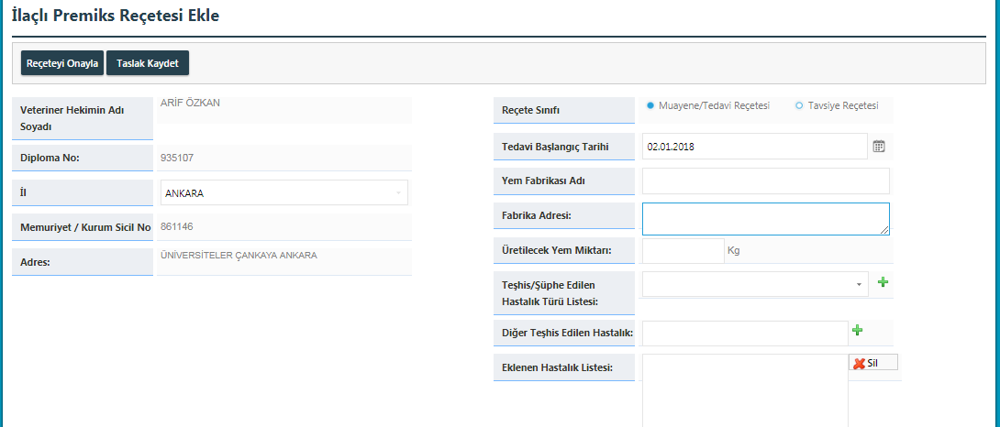 İlaçlı Premiks Reçetesi Ekle
Reçeteyi Onayla
Taslak Kaydet
Veteriner Hekimin Adı
Soyadı
ARİF ÖZKAN
Diploma No:
935107
İl
ANKARA
Memuriyet / Kurum Sicil No
861146
Adres:
ÜNİVERSİTELER ÇANKAYA ANKARA
Reçete Sınıfı
Muayene/Tedavi Reçetesi
Tavsiye Reçetesi
Tedavi Başlangıç Tarihi
02.01.2018
Yem Fabrikası Adı
Fabrika Adresi:
Üretilecek Yem Miktarı:
Kg
Teşhis/Şüphe Edilen
Hastalık Türü Listesi:
Diğer Teşhis Edilen Hastalık:
Eklenen Hastalık Listesi:
Sil